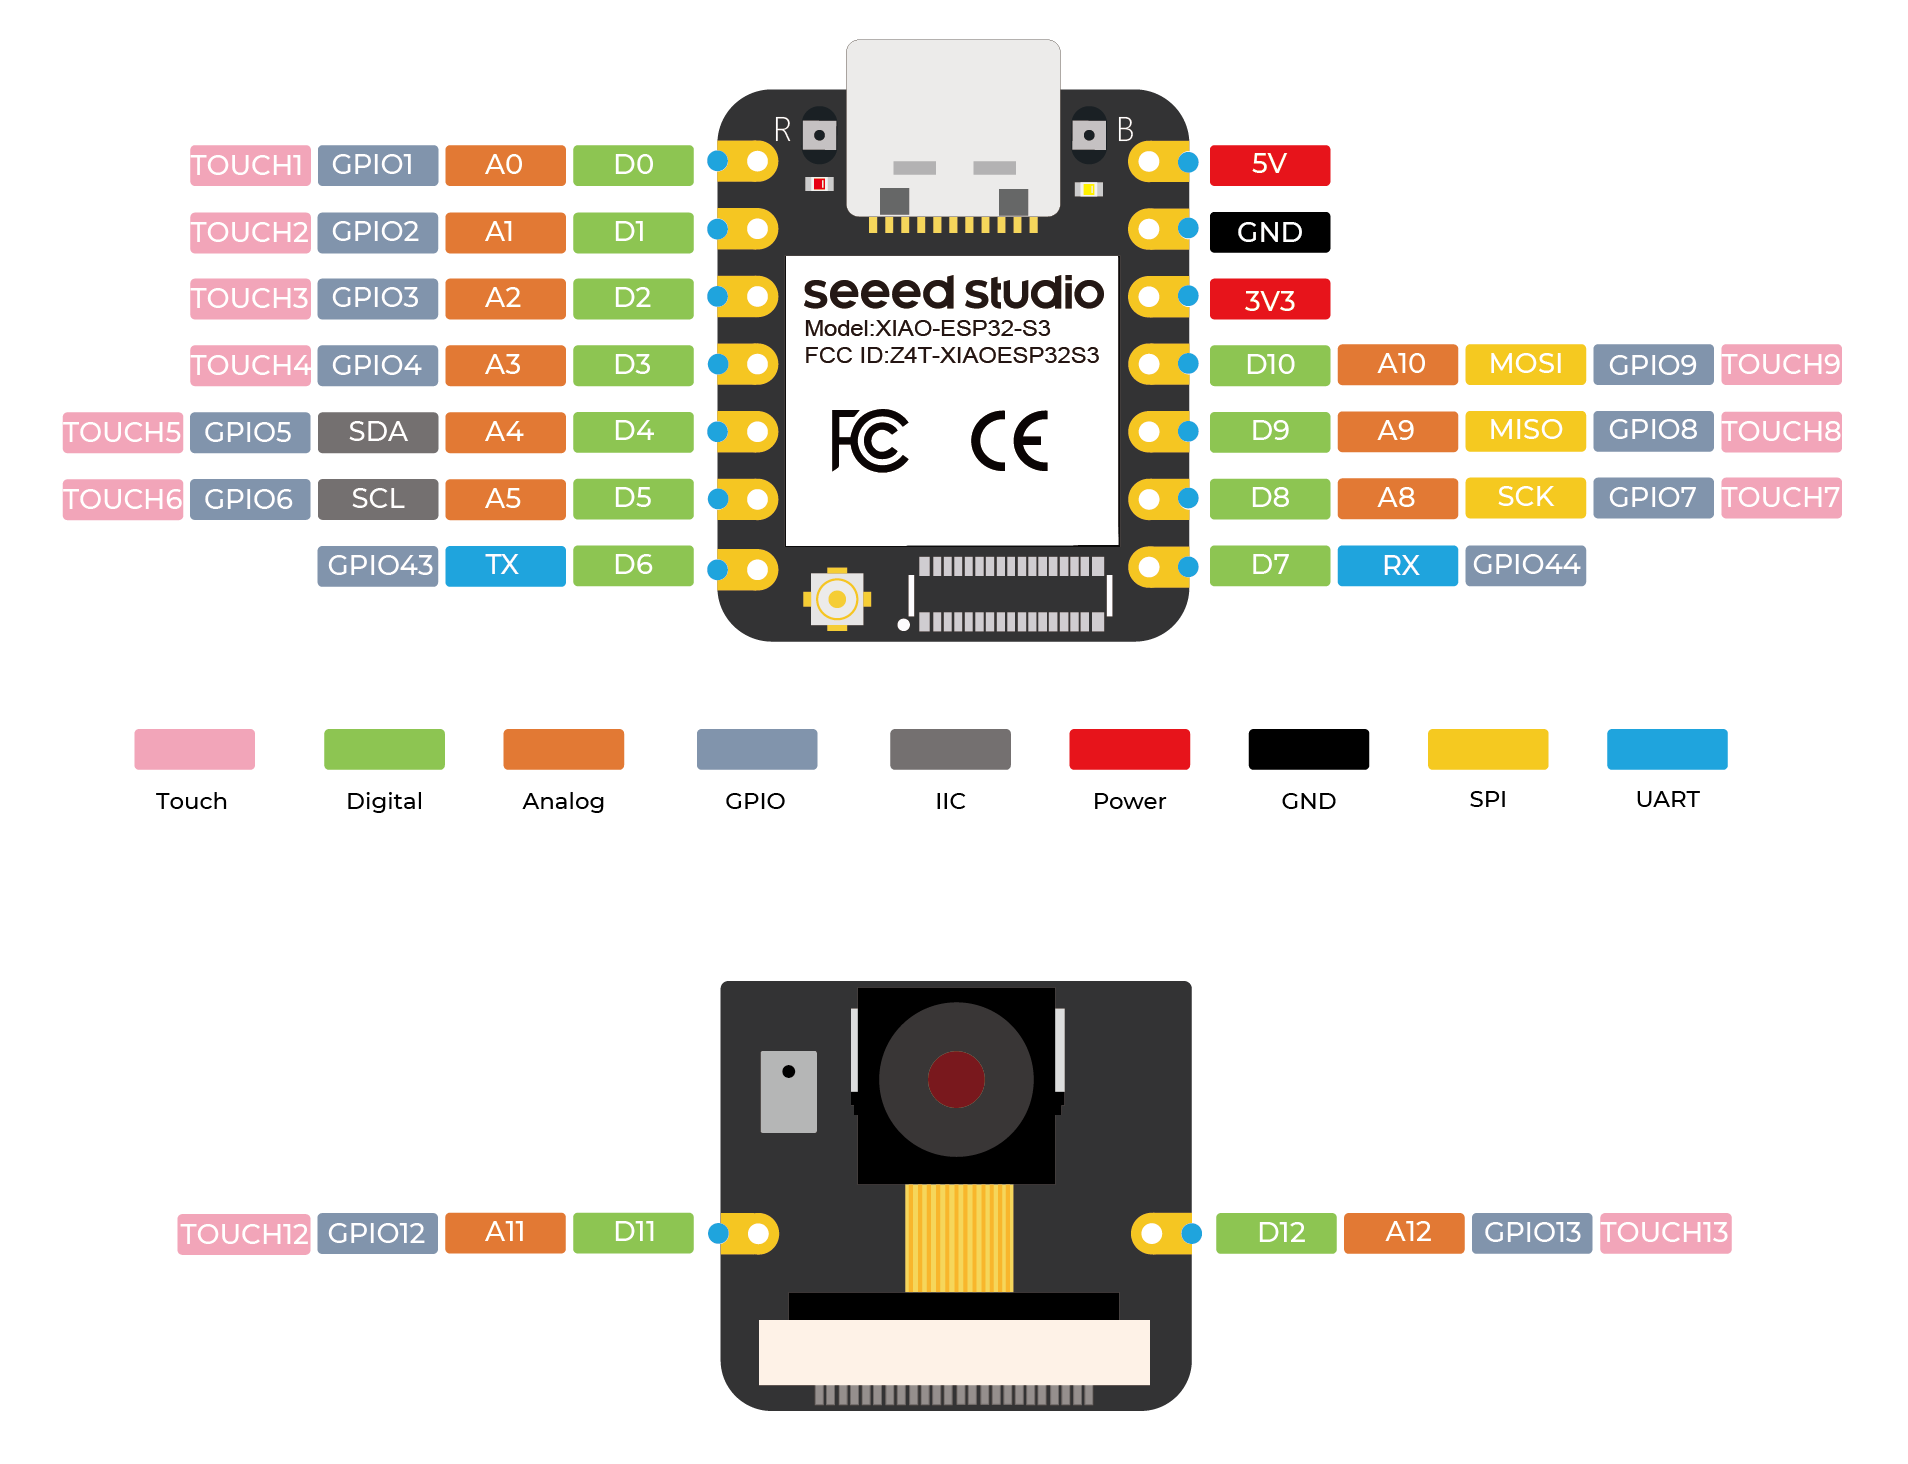 R B
TOUCH1 GPIO1 A0 D0 5V
TOUCH2 GPIO2 A1 D1 GND
TOUCH3 GPIO3 A2 D2 3V3
seeed studio
Model:XIAO-ESP32-S3
FCC ID:Z4T-XIAOESP32S3
TOUCH4 GPIO4 A3 D3 D10 A10 MOSI GPIO9 TOUCH9
TOUCH5 GPIO5 SDA A4 D4 FC CE D9 A9 MISO GPIO8 TOUCH8
TOUCH6 GPIO6 SCL A5 D5 D8 A8 SCK GPIO7 TOUCH7
GPIO43 TX D6 D7 RX GPIO44
Touch Digital Analog GPIO IIC Power GND SPI UART
TOUCH12 GPIO12 A11 D11 D12 A12 GPIO13 TOUCH13